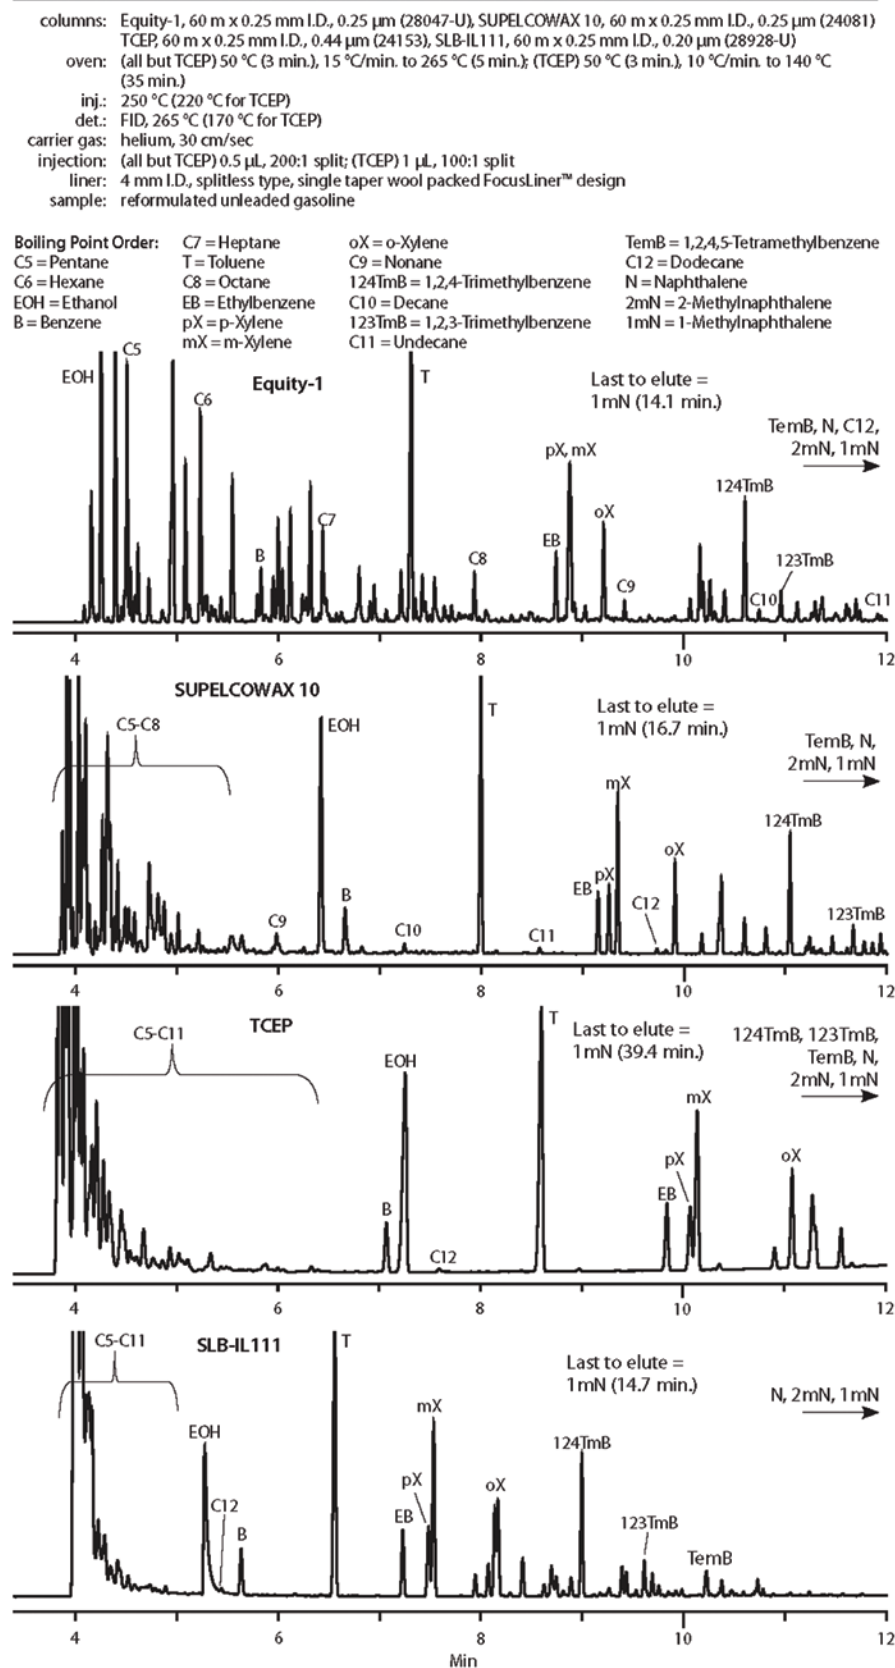 columns: Equity-1, 60 m x 0.25 mm I.D., 0.25 µm (28047-U), SUPELCOWAX 10, 60 m x 0.25 mm I.D., 0.25 µm (24081)
TCEP, 60 m x 0.25 mm I.D., 0.44 µm (24153), SLB-IL111, 60 m x 0.25 mm I.D., 0.20 µm (28928-U)
oven: (all but TCEP) 50 °C (3 min.), 15 °C/min. to 265 °C (5 min.); (TCEP) 50 °C (3 min.), 10 °C/min. to 140 °C
(35 min.)
inj.: 250 °C (220 °C for TCEP)
det.: FID, 265 °C (170 °C for TCEP)
carrier gas: helium, 30 cm/sec
injection: (all but TCEP) 0.5 µL, 200:1 split; (TCEP) 1 µL, 100:1 split
liner: 4 mm I.D., splitless type, single taper wool packed FocusLiner™ design
sample: reformulated unleaded gasoline
Boiling Point Order:
C5 = Pentane
C6 = Hexane
EOH = Ethanol
B = Benzene
C7 = Heptane
T = Toluene
C8 = Octane
EB = Ethylbenzene
pX = p-Xylene
mX = m-Xylene
oX = o-Xylene
C9 = Nonane
124TmB = 1,2,4-Trimethylbenzene
C10 = Decane
123TmB = 1,2,3-Trimethylbenzene
C11 = Undecane
TemB = 1,2,4,5-Tetramethylbenzene
C12 = Dodecane
N = Naphthalene
2mN = 2-Methylnaphthalene
1mN = 1-Methylnaphthalene
Equity-1
EOH
C5
C6
B
C7
T
C8
EB
pX, mX
oX
C9
Last to elute =
1mN (14.1 min.)
124TmB
C10
123TmB
C11
TemB, N, C12,
2mN, 1mN
4 6 8 10 12
SUPELCOWAX 10
C5-C8
C9
EOH
B
C10
T
C11
EB
pX
mX
C12
oX
Last to elute =
1mN (16.7 min.)
124TmB
123TmB
TemB, N,
2mN, 1mN
4 6 8 10 12
TCEP
C5-C11
B
EOH
C12
T
EB
pX
mX
oX
Last to elute =
1mN (39.4 min.)
124TmB, 123TmB,
TemB, N,
2mN, 1mN
4 6 8 10 12
SLB-IL111
C5-C11
EOH
C12
B
T
EB
pX
mX
oX
Last to elute =
1mN (14.7 min.)
124TmB
123TmB
TemB
N, 2mN, 1mN
4 6 8 10 12
Min